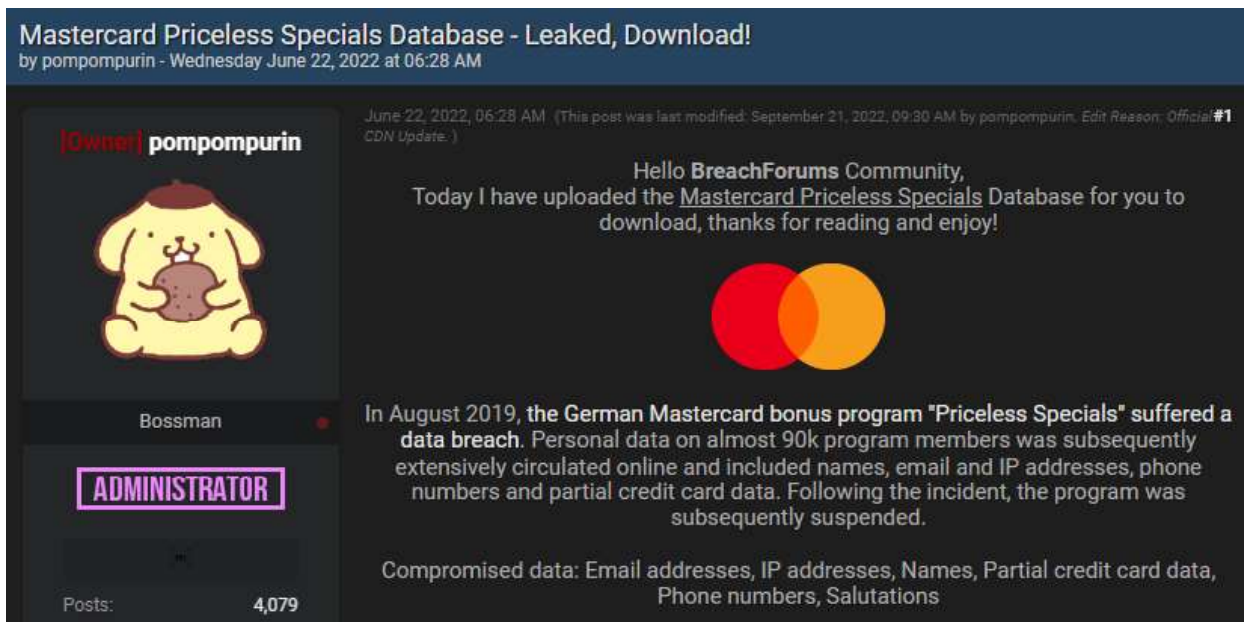 Mastercard Priceless Specials Database - Leaked, Download!
by pompompurin - Wednesday June 22, 2022 at 06:28 AM
[Owner] pompompurin
Bossman
ADMINISTRATOR
Posts: 4,079
June 22, 2022, 06:28 AM (This post was last modified: September 21, 2022, 09:30 AM by pompompurin. Edit Reason: Official #1
CDN Update. )
Hello BreachForums Community,
Today I have uploaded the Mastercard Priceless Specials Database for you to
download, thanks for reading and enjoy!
In August 2019, the German Mastercard bonus program "Priceless Specials" suffered a
data breach. Personal data on almost 90k program members was subsequently
extensively circulated online and included names, email and IP addresses, phone
numbers and partial credit card data. Following the incident, the program was
subsequently suspended.
Compromised data: Email addresses, IP addresses, Names, Partial credit card data,
Phone numbers, Salutations